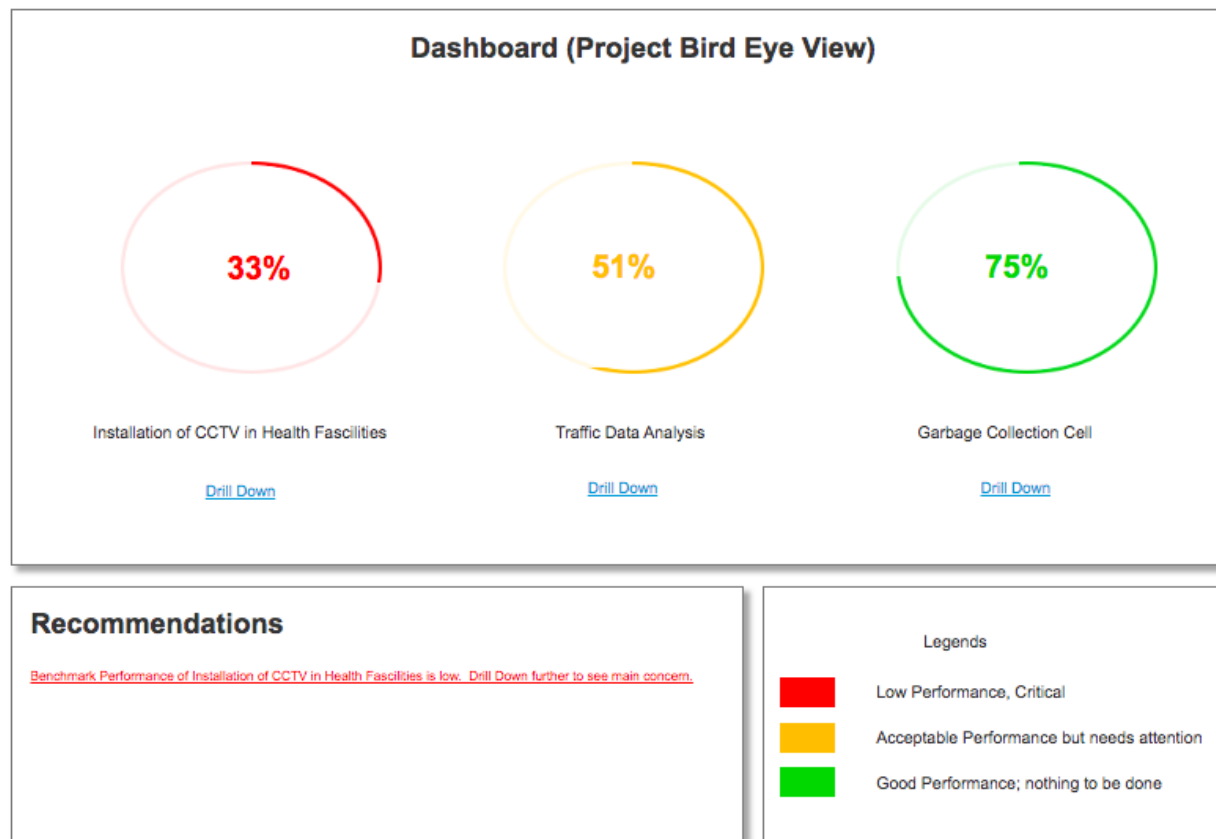 Dashboard (Project Bird Eye View)
33%
51%
75%
Installation of CCTV in Health Fascilities
Traffic Data Analysis
Garbage Collection Cell
Drill Down
Drill Down
Drill Down
Recommendations
Benchmark Performance of Installation of CCTV in Health Fascilities is low. Drill Down further to see main concern.
Legends
Low Performance, Critical
Acceptable Performance but needs attention
Good Performance; nothing to be done